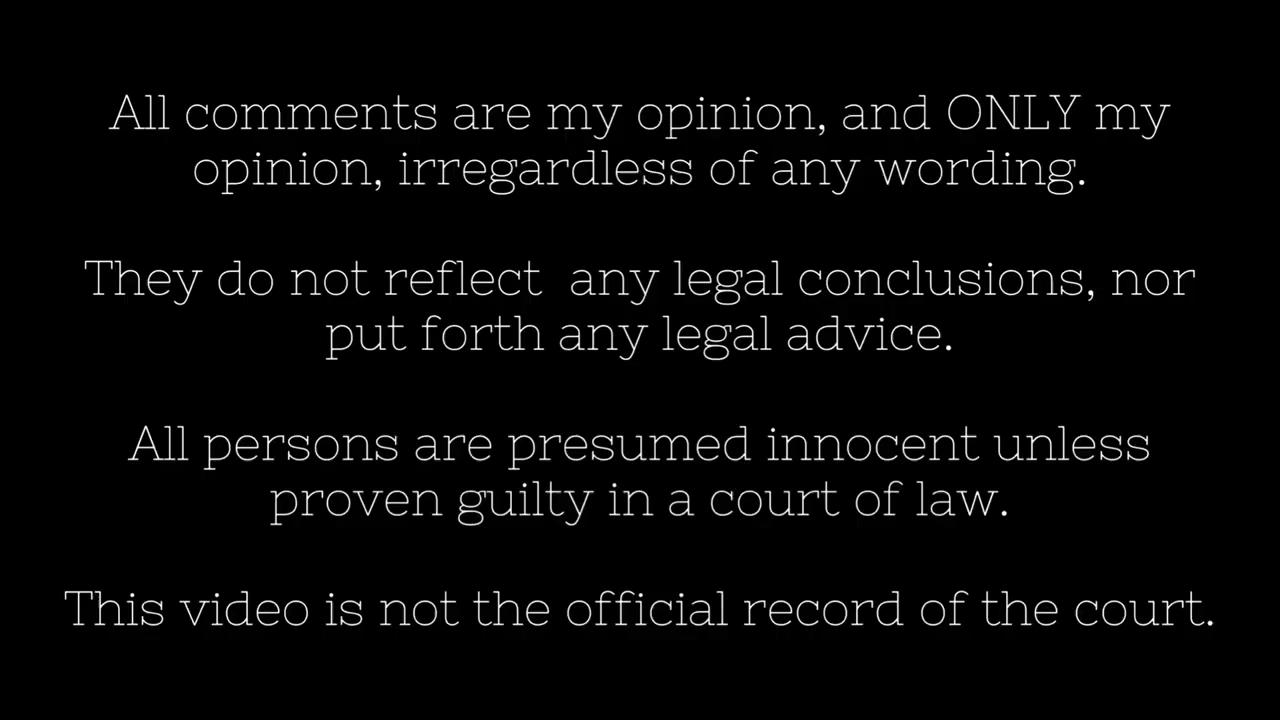 All comments are my opinion, and ONLY my
opinion, irregardless of any wording.
They do not reflect  any legal conclusions, nor
put forth any legal advice.
All persons are presumed innocent unless
proven guilty in a court of law.
This video is not the official record of the court.